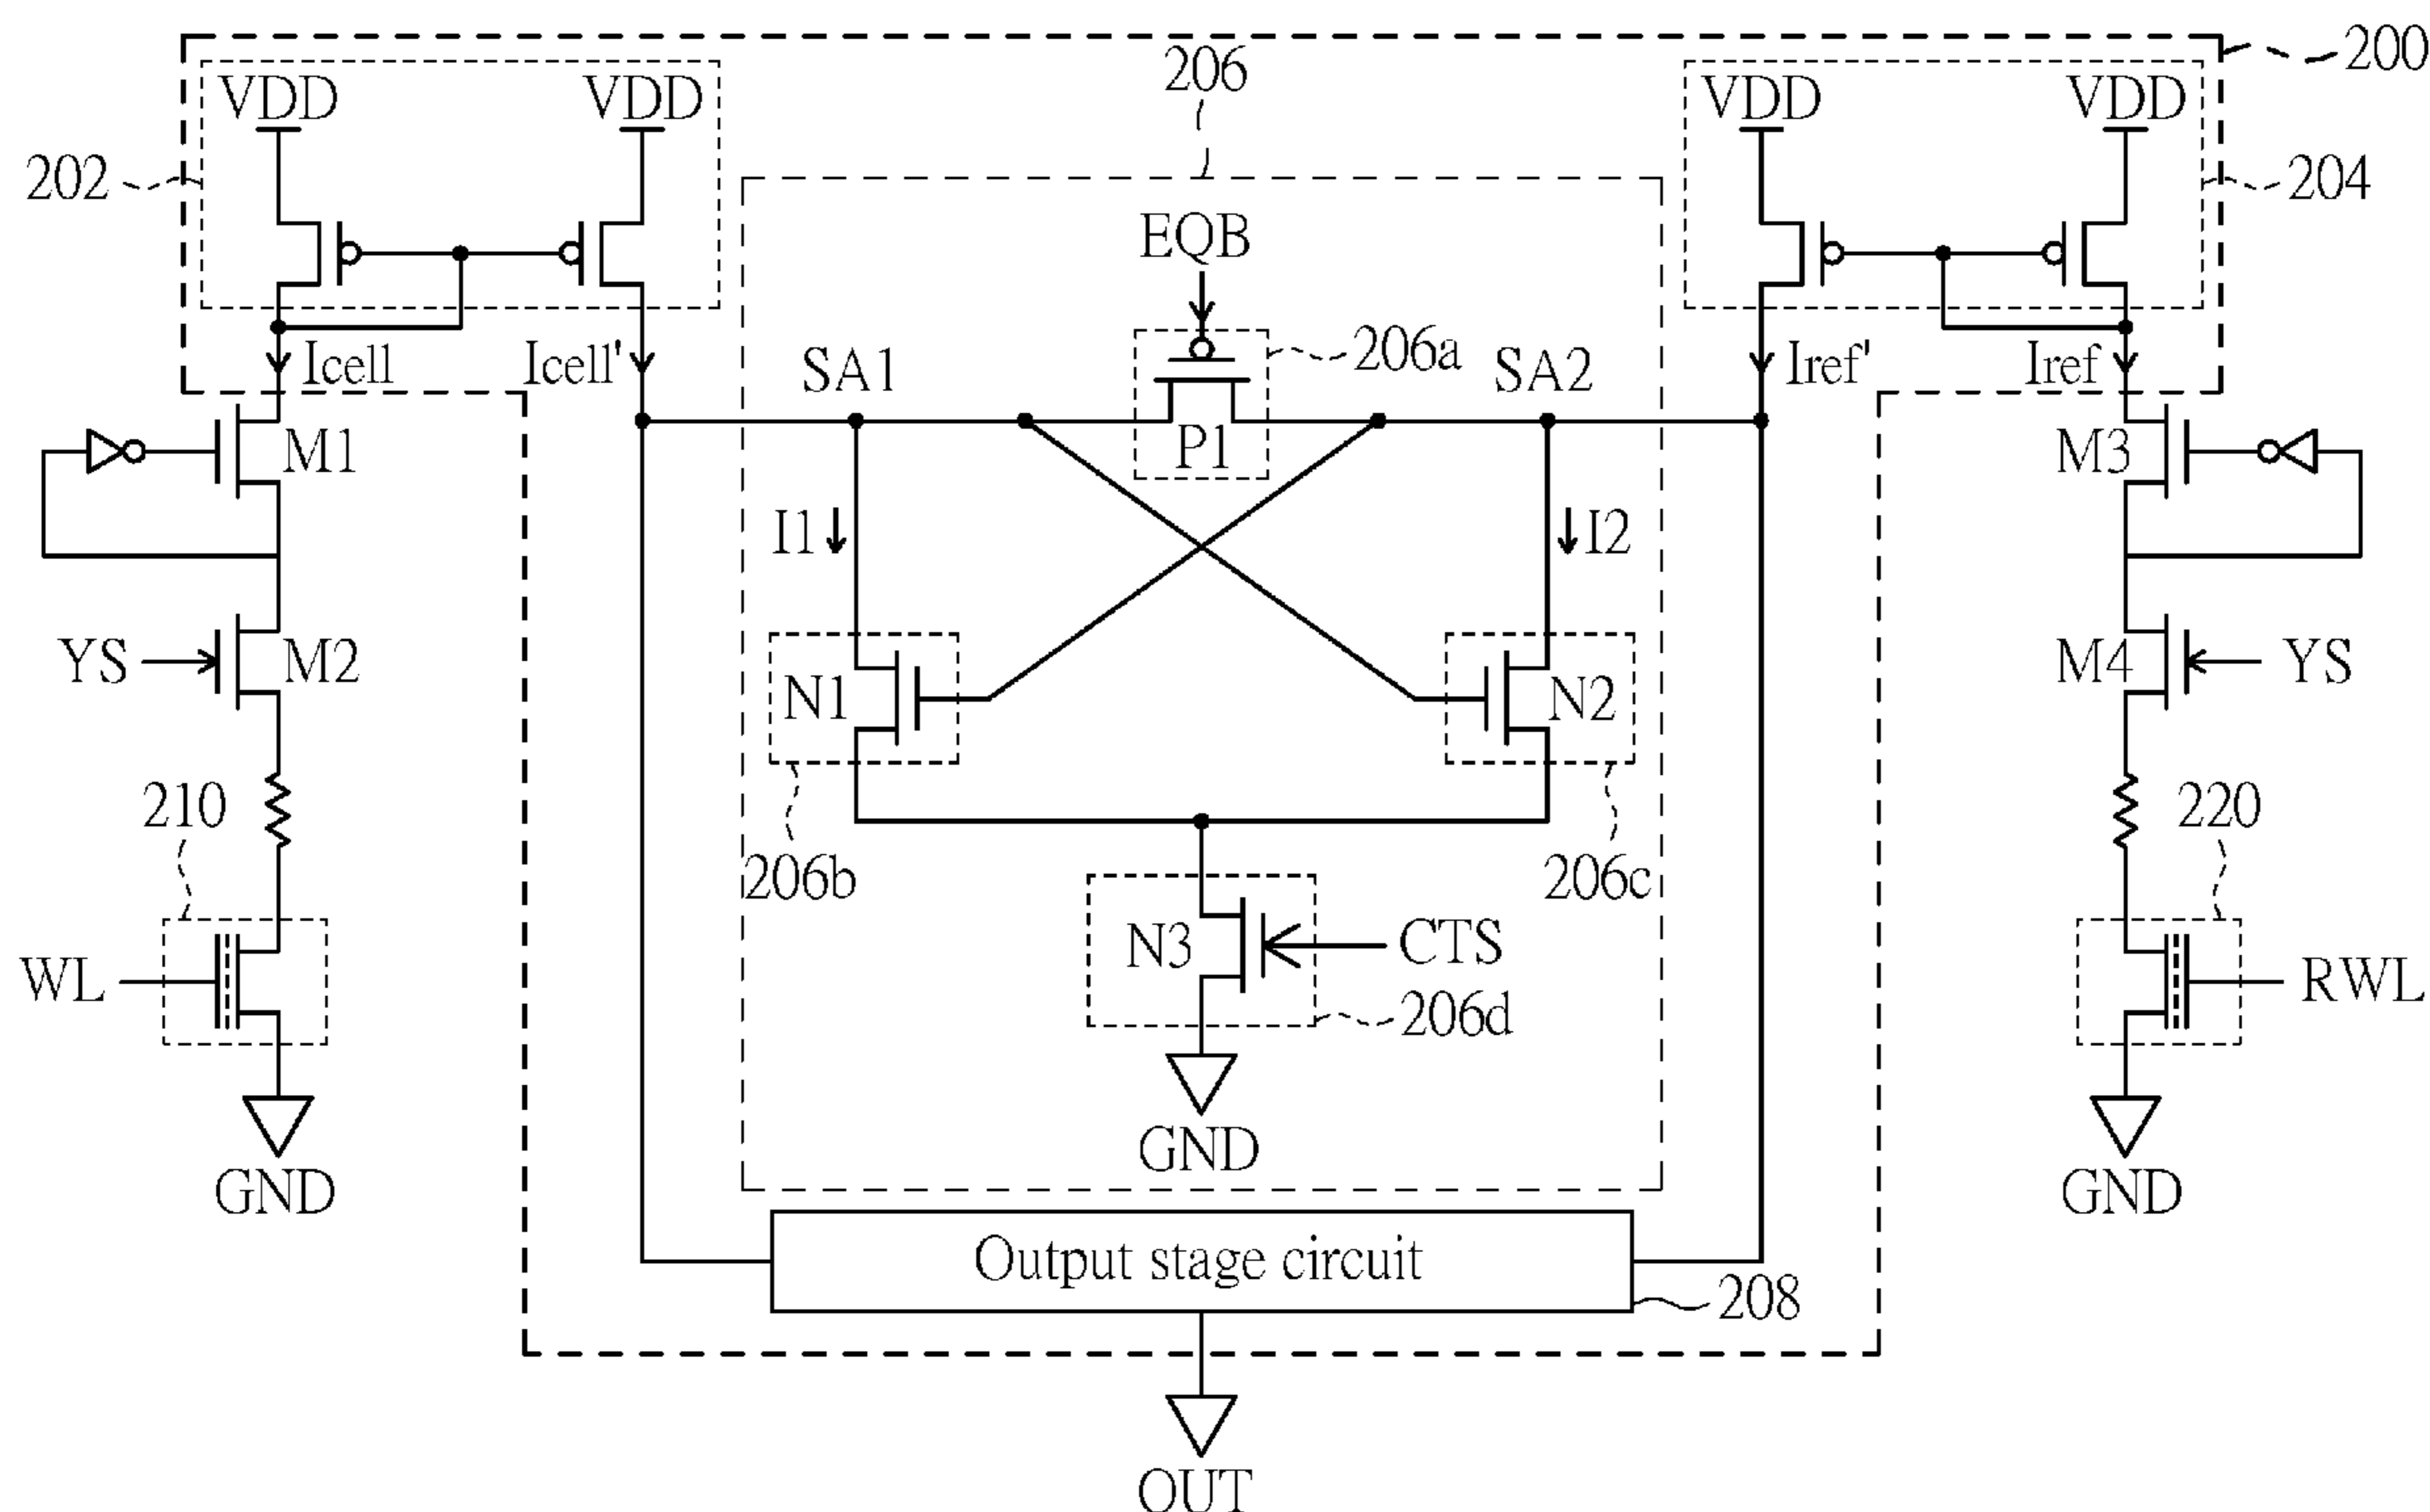 200
206
VDD
VDD
VDD
VDD
202
204
EQB
206a
Icell
Icell'
SA1
SA2
Iref'
Iref
P1
M1
M3
I1
I2
YS
M2
N1
N2
M4
YS
210
220
206b
206c
N3
CTS
WL
206d
RWL
GND
GND
GND
Output stage circuit
208
OUT